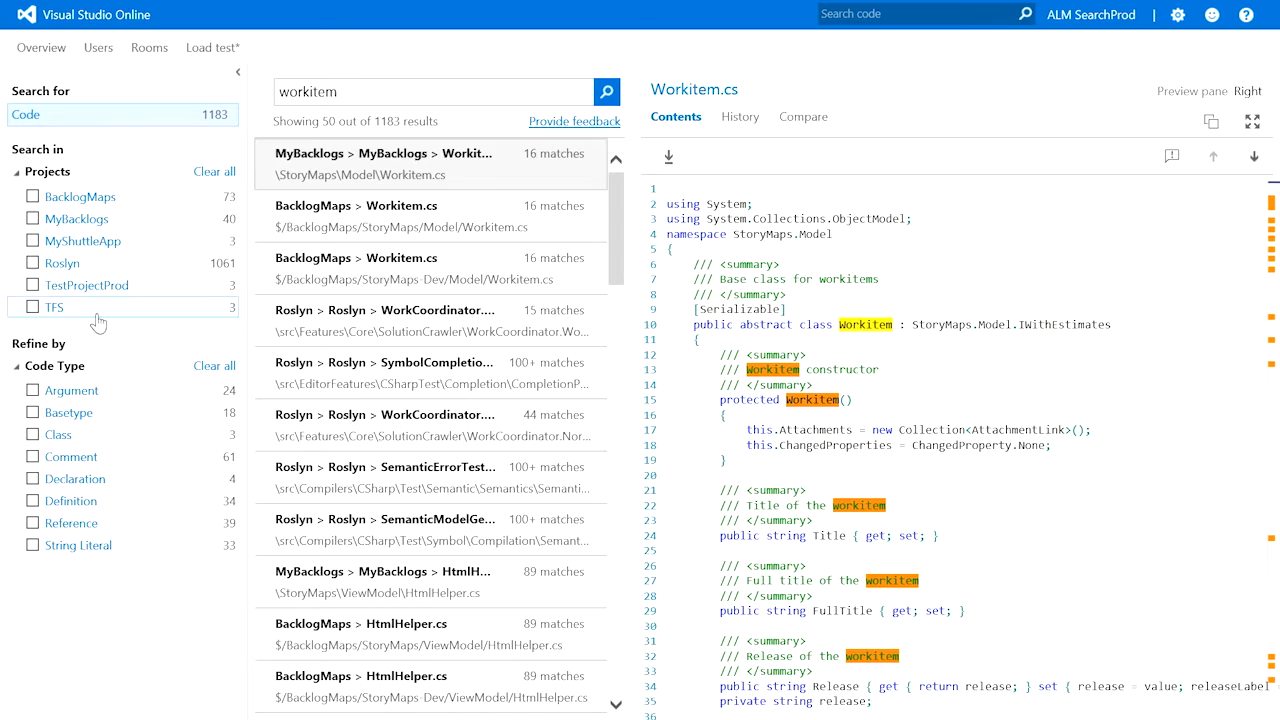 Visual Studio Online
Search code
ALM SearchProd
Overview Users Rooms Load test*
Search for
Code 1183
Search in
Projects Clear all
BacklogMaps 73
MyBacklogs 40
MyShuttleApp 3
Roslyn 1061
TestProjectProd 3
TFS 3
Refine by
Code Type Clear all
Argument 24
Basetype 18
Class 3
Comment 61
Declaration 4
Definition 34
Reference 39
String Literal 33
workitem
Showing 50 out of 1183 results Provide feedback
MyBacklogs > MyBacklogs > Workit... 16 matches
\StoryMaps\Model\Workitem.cs
BacklogMaps > Workitem.cs 16 matches
$/BacklogMaps/StoryMaps/Model/Workitem.cs
BacklogMaps > Workitem.cs 16 matches
$/BacklogMaps/StoryMaps-Dev/Model/Workitem.cs
Roslyn > Roslyn > WorkCoordinator.... 15 matches
\src\Features\Core\SolutionCrawler\WorkCoordinator.Wo...
Roslyn > Roslyn > SymbolCompletio... 100+ matches
\src\EditorFeatures\CSharpTest\Completion\CompletionP...
Roslyn > Roslyn > WorkCoordinator.... 44 matches
\src\Features\Core\SolutionCrawler\WorkCoordinator.Nor...
Roslyn > Roslyn > SemanticErrorTest... 100+ matches
\src\Compilers\CSharp\Test\Semantic\Semantics\Semanti...
Roslyn > Roslyn > SemanticModelGe... 100+ matches
\src\Compilers\CSharp\Test\Symbol\Compilation\Semant...
MyBacklogs > MyBacklogs > HtmlH... 89 matches
\StoryMaps\ViewModel\HtmlHelper.cs
BacklogMaps > HtmlHelper.cs 89 matches
$/BacklogMaps/StoryMaps/ViewModel/HtmlHelper.cs
BacklogMaps > HtmlHelper.cs 89 matches
$/BacklogMaps/StoryMaps-Dev/ViewModel/HtmlHelper.cs
Workitem.cs
Preview pane Right
Contents History Compare
1
2 using System;
3 using System.Collections.ObjectModel;
4 namespace StoryMaps.Model
5 {
6 /// <summary>
7 /// Base class for workitems
8 /// </summary>
9 [Serializable]
10 public abstract class Workitem : StoryMaps.Model.IWithEstimates
11 {
12 /// <summary>
13 /// Workitem constructor
14 /// </summary>
15 protected Workitem()
16 {
17 this.Attachments = new Collection<AttachmentLink>();
18 this.ChangedProperties = ChangedProperty.None;
19 }
20
21 /// <summary>
22 /// Title of the workitem
23 /// </summary>
24 public string Title { get; set; }
25
26 /// <summary>
27 /// Full title of the workitem
28 /// </summary>
29 public string FullTitle { get; set; }
30
31 /// <summary>
32 /// Release of the workitem
33 /// </summary>
34 public string Release { get { return release; } set { release = value; releaseLabel =
35 private string release;
36